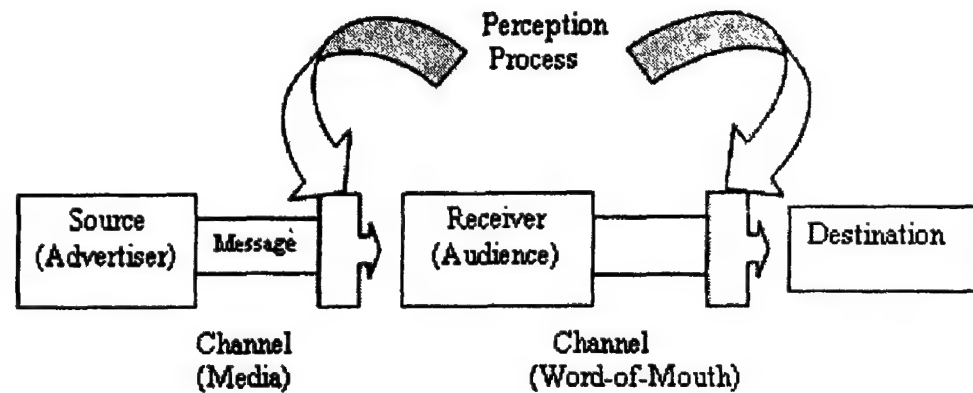 Perception
Process
Source
(Advertiser)
Message
Receiver
(Audience)
Destination
Channel
(Media)
Channel
(Word-of-Mouth)